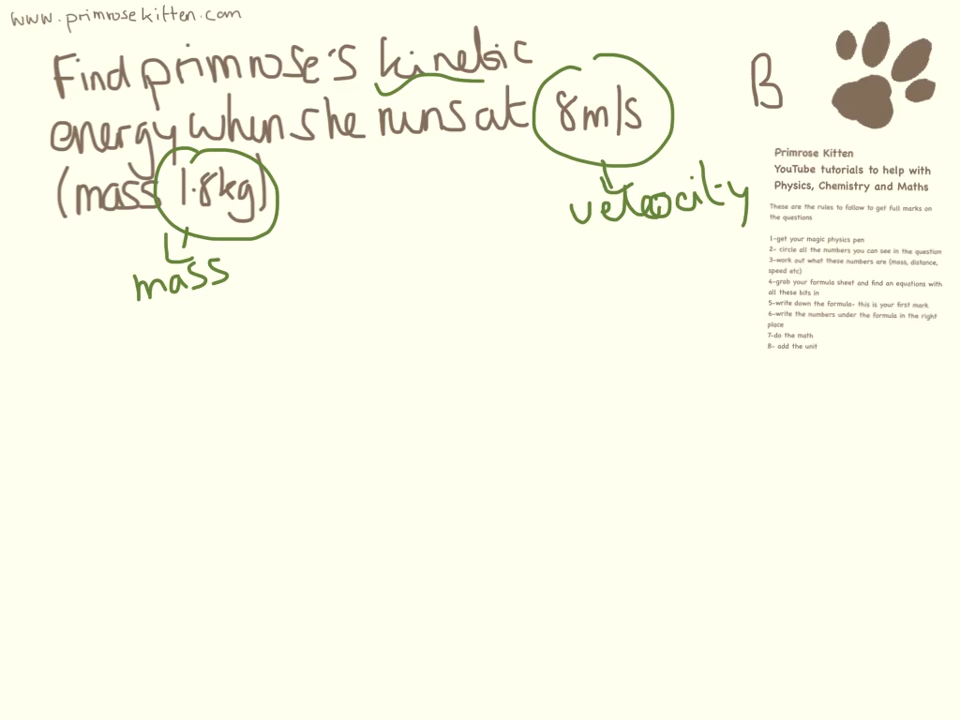 www.primrosekitten.com
Find primrose's kinetic
energy when she runs at 8m/s
(mass 1.8kg)
velocity
mass
B
Primrose Kitten
YouTube tutorials to help with
Physics, Chemistry and Maths
These are the rules to follow to get full marks on
the questions
1-get your magic physics pen
2- circle all the numbers you can see in the question
3-work out what these numbers are (mass, distance,
speed etc)
4-grab your formula sheet and find an equations with
all these bits in
5-write down the formula- this is your first mark
6-write the numbers under the formula in the right
place
7-do the math
8- add the unit